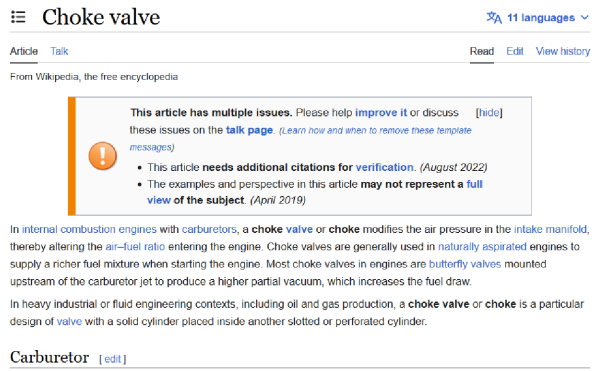 Choke valve
11 languages
Article Talk Read Edit View history
From Wikipedia, the free encyclopedia
This article has multiple issues. Please help improve it or discuss [hide]
these issues on the talk page. (Learn how and when to remove these template
messages)
• This article needs additional citations for verification. (August 2022)
• The examples and perspective in this article may not represent a full
view of the subject. (April 2019)
In internal combustion engines with carburetors, a choke valve or choke modifies the air pressure in the intake manifold,
thereby altering the air–fuel ratio entering the engine. Choke valves are generally used in naturally aspirated engines to
supply a richer fuel mixture when starting the engine. Most choke valves in engines are butterfly valves mounted
upstream of the carburetor jet to produce a higher partial vacuum, which increases the fuel draw.
In heavy industrial or fluid engineering contexts, including oil and gas production, a choke valve or choke is a particular
design of valve with a solid cylinder placed inside another slotted or perforated cylinder.
Carburetor [ edit ]